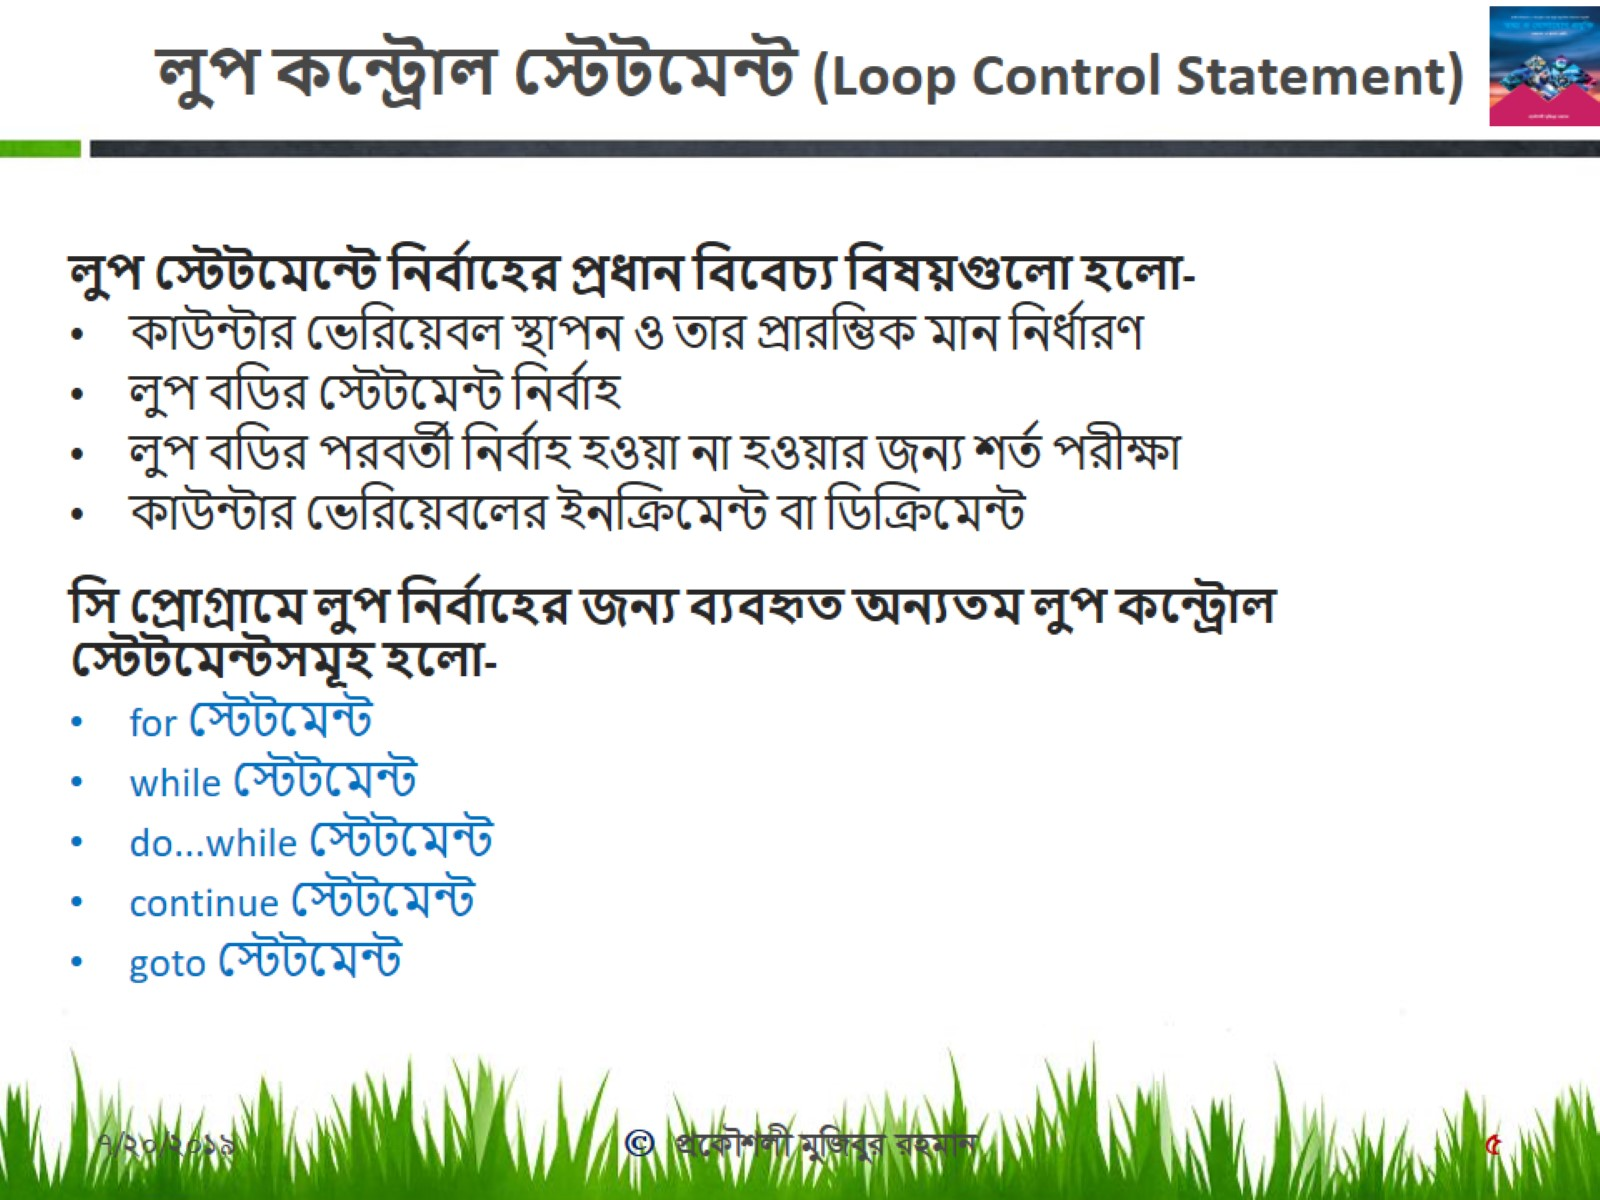 লুপ কন্ট্রোল স্টেটমেন্ট (Loop Control Statement)
লুপ স্টেটমেন্টে নির্বাহের প্রধান বিবেচ্য বিষয়গুলো হলো-
• কাউন্টার ভেরিয়েবল স্থাপন ও তার প্রারম্ভিক মান নির্ধারণ
• লুপ বডির স্টেটমেন্ট নির্বাহ
• লুপ বডির পরবর্তী নির্বাহ হওয়া না হওয়ার জন্য শর্ত পরীক্ষা
• কাউন্টার ভেরিয়েবলের ইনক্রিমেন্ট বা ডিক্রিমেন্ট
সি প্রোগ্রামে লুপ নির্বাহের জন্য ব্যবহৃত অন্যতম লুপ কন্ট্রোল
স্টেটমেন্টসমূহ হলো-
• for স্টেটমেন্ট
• while স্টেটমেন্ট
• do...while স্টেটমেন্ট
• continue স্টেটমেন্ট
• goto স্টেটমেন্ট
৭/২০/২০১৯
© প্রকৌশলী মুজিবুর রহমান
৫